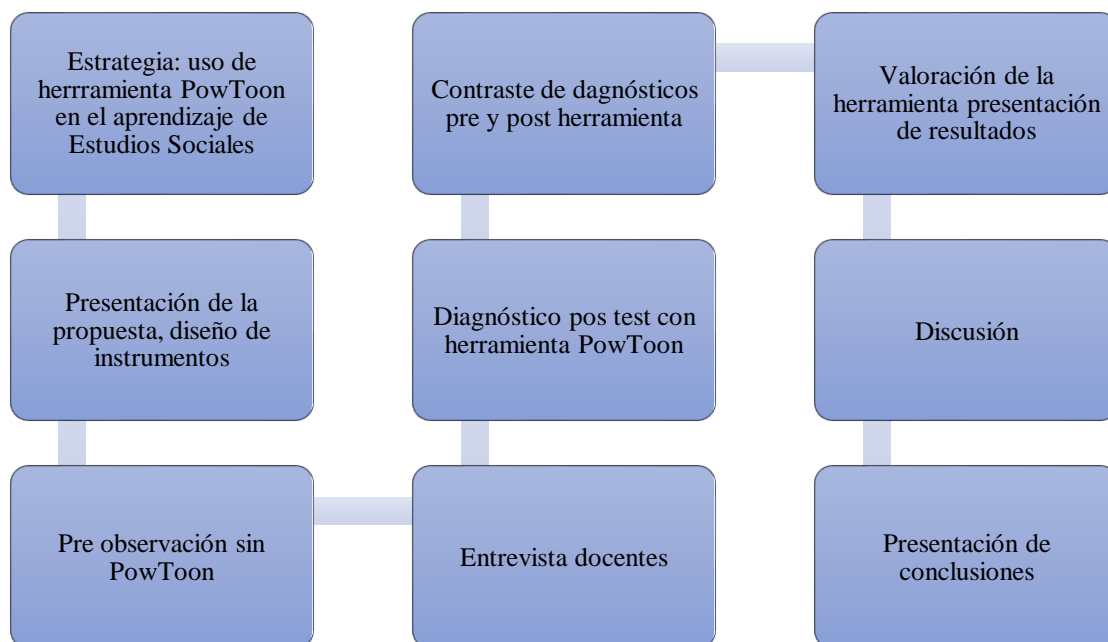 Estrategia: uso de
herrramienta PowToon
en el aprendizaje de
Estudios Sociales
Presentación de la
propuesta, diseño de
instrumentos
Pre observación sin
PowToon
Entrevista docentes
Diagnóstico pos test con
herramienta PowToon
Contraste de dagnósticos
pre y post herramienta
Valoración de la
herramienta presentación
de resultados
Discusión
Presentación de
conclusiones